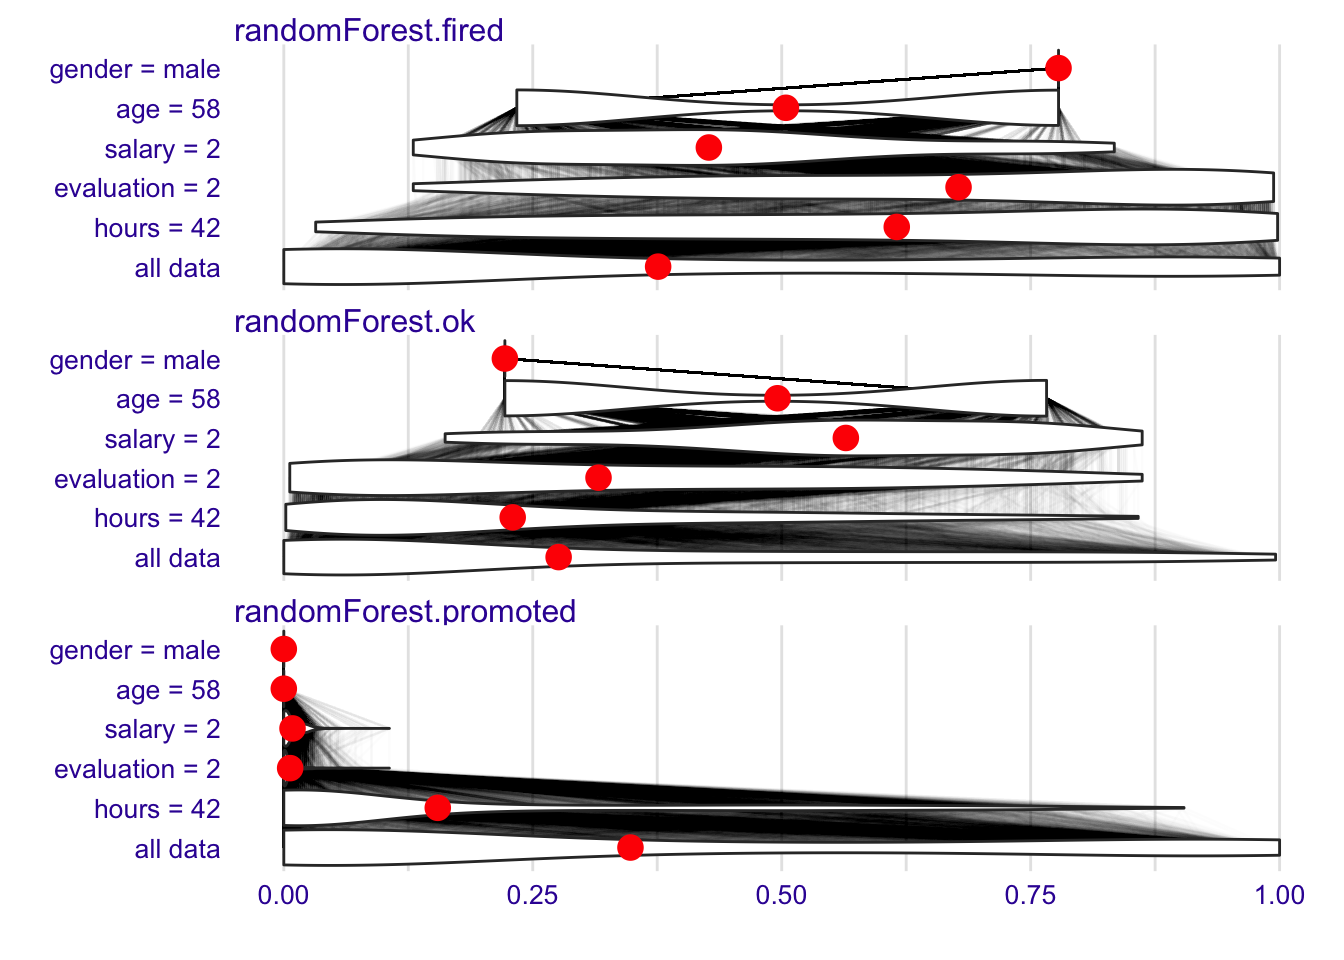 randomForest.fired
gender = male
age = 58
salary = 2
evaluation = 2
hours = 42
all data
randomForest.ok
gender = male
age = 58
salary = 2
evaluation = 2
hours = 42
all data
randomForest.promoted
gender = male
age = 58
salary = 2
evaluation = 2
hours = 42
all data
0.00 0.25 0.50 0.75 1.00